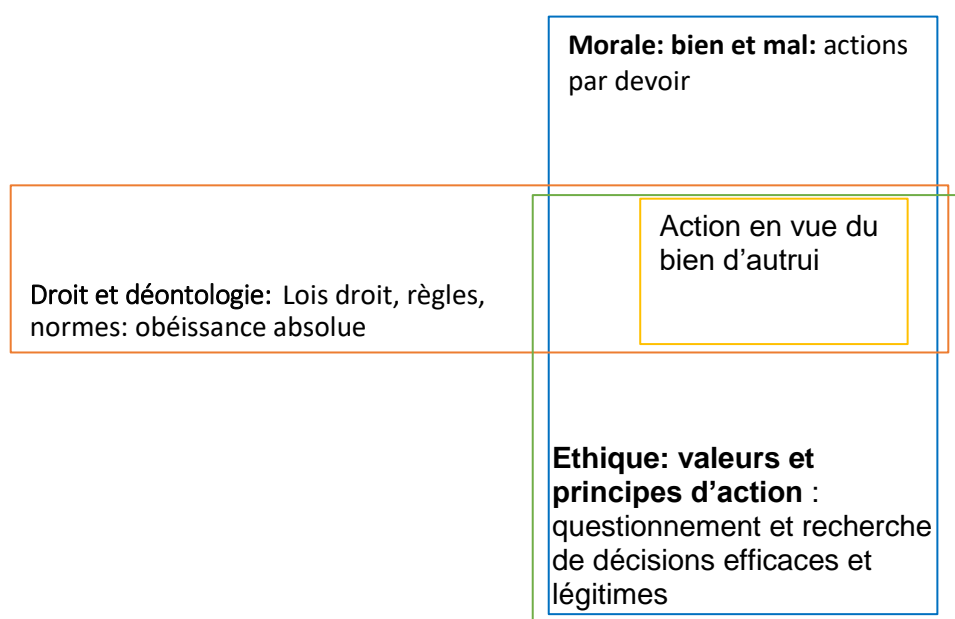 Morale: bien et mal: actions
par devoir
Action en vue du
bien d’autrui
Droit et déontologie: Lois droit, règles,
normes: obéissance absolue
Ethique: valeurs et
principes d’action :
questionnement et recherche
de décisions efficaces et
légitimes